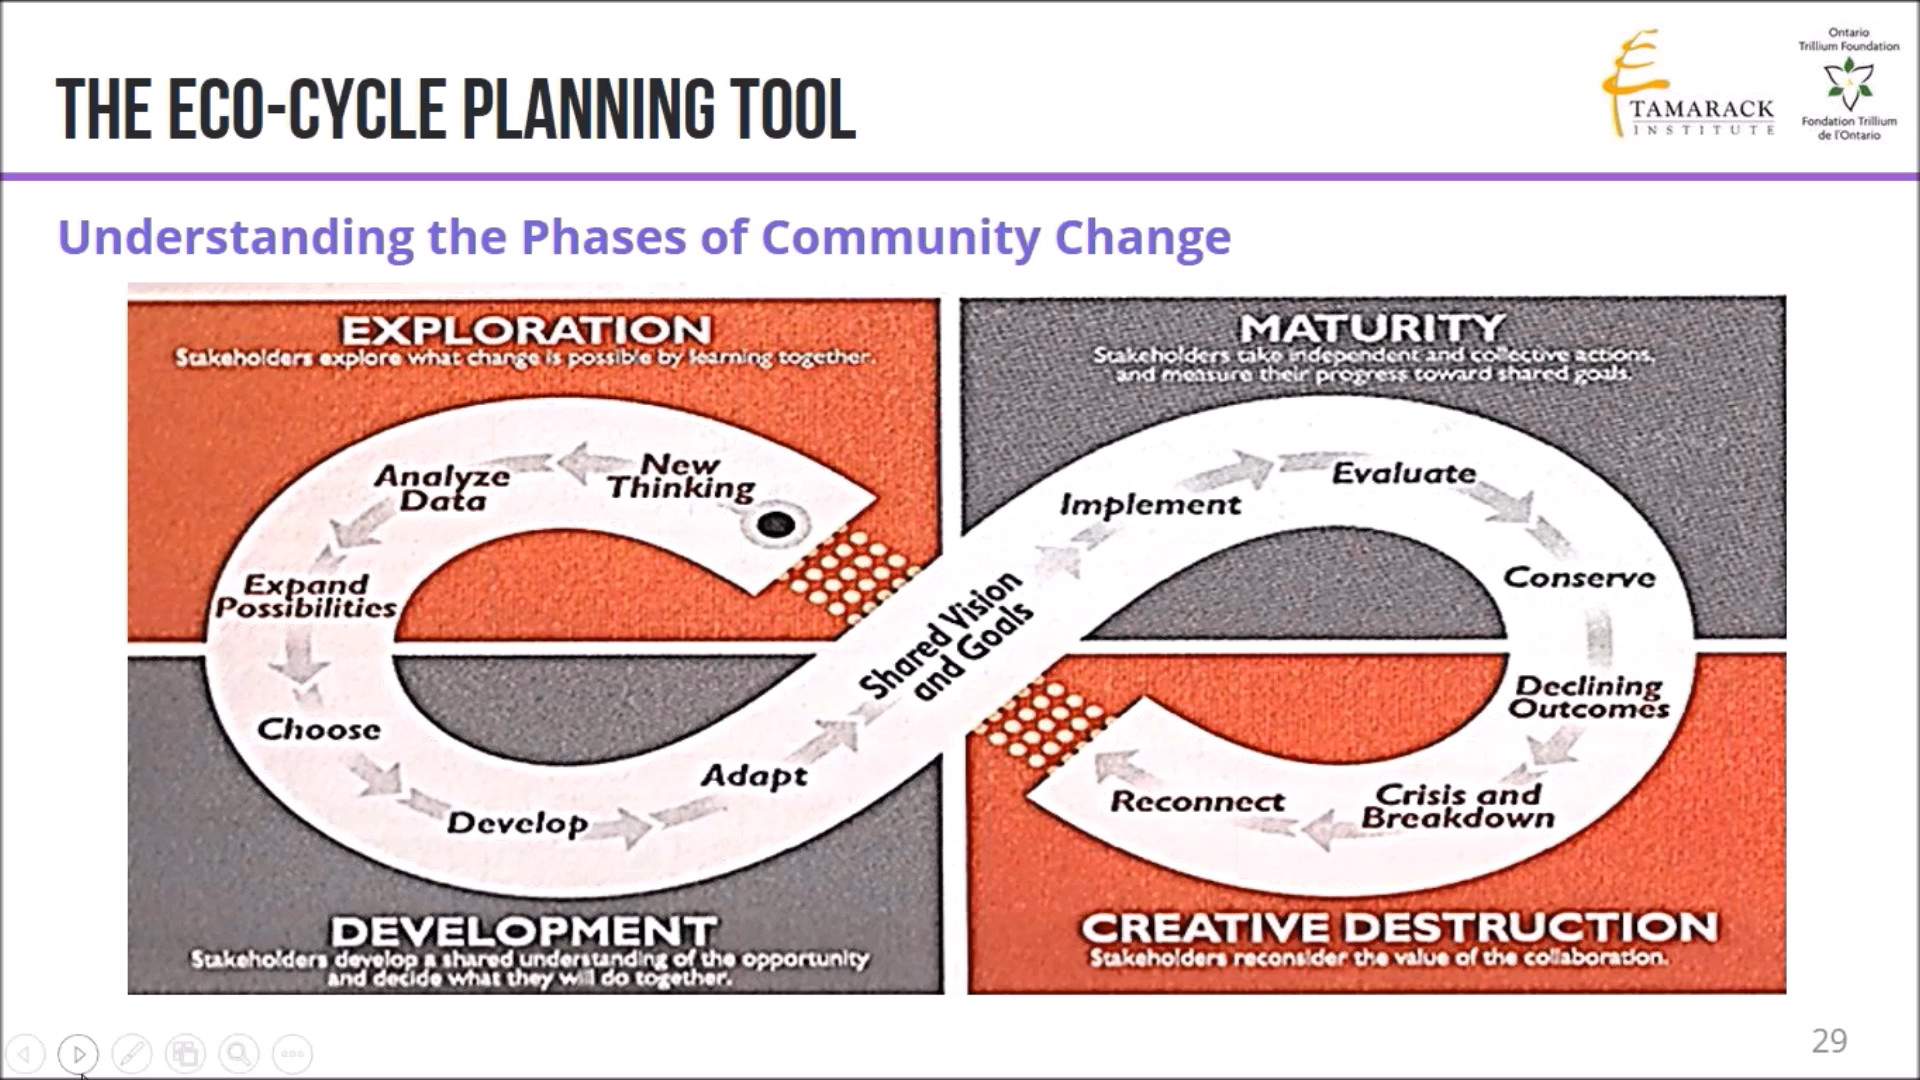 THE ECO-CYCLE PLANNING TOOL
TAMARACK
INSTITUTE
Ontario
Trillium Foundation
Fondation Trillium
de l'Ontario
Understanding the Phases of Community Change
EXPLORATION
Stakeholders explore what change is possible by learning together.
New
Thinking
Analyze
Data
Expand
Possibilities
Choose
Develop
Adapt
Shared Vision
and Goals
DEVELOPMENT
Stakeholders develop a shared understanding of the opportunity
and decide what they will do together.
MATURITY
Stakeholders take independent and collective actions,
and measure their progress toward shared goals.
Implement
Evaluate
Conserve
Declining
Outcomes
Crisis and
Breakdown
Reconnect
CREATIVE DESTRUCTION
Stakeholders reconsider the value of the collaboration.
29